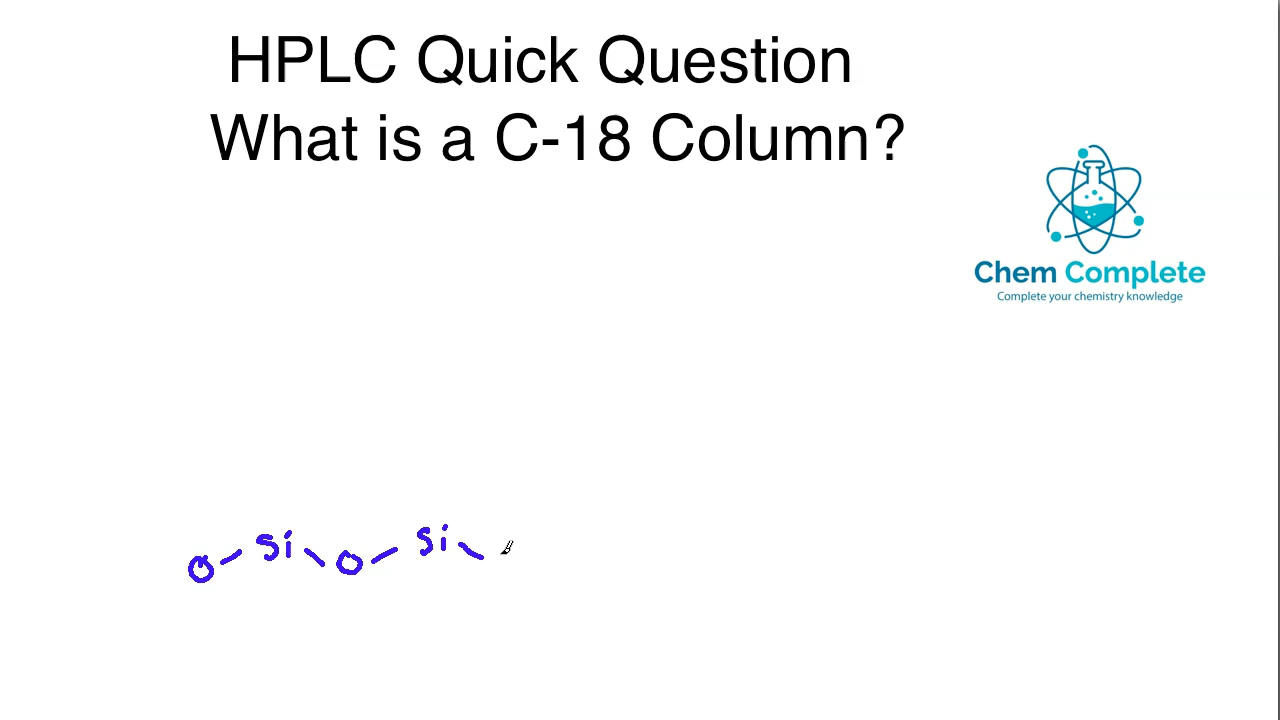 HPLC Quick Question
What is a C-18 Column?
Chem Complete
Complete your chemistry knowledge
O Si O Si